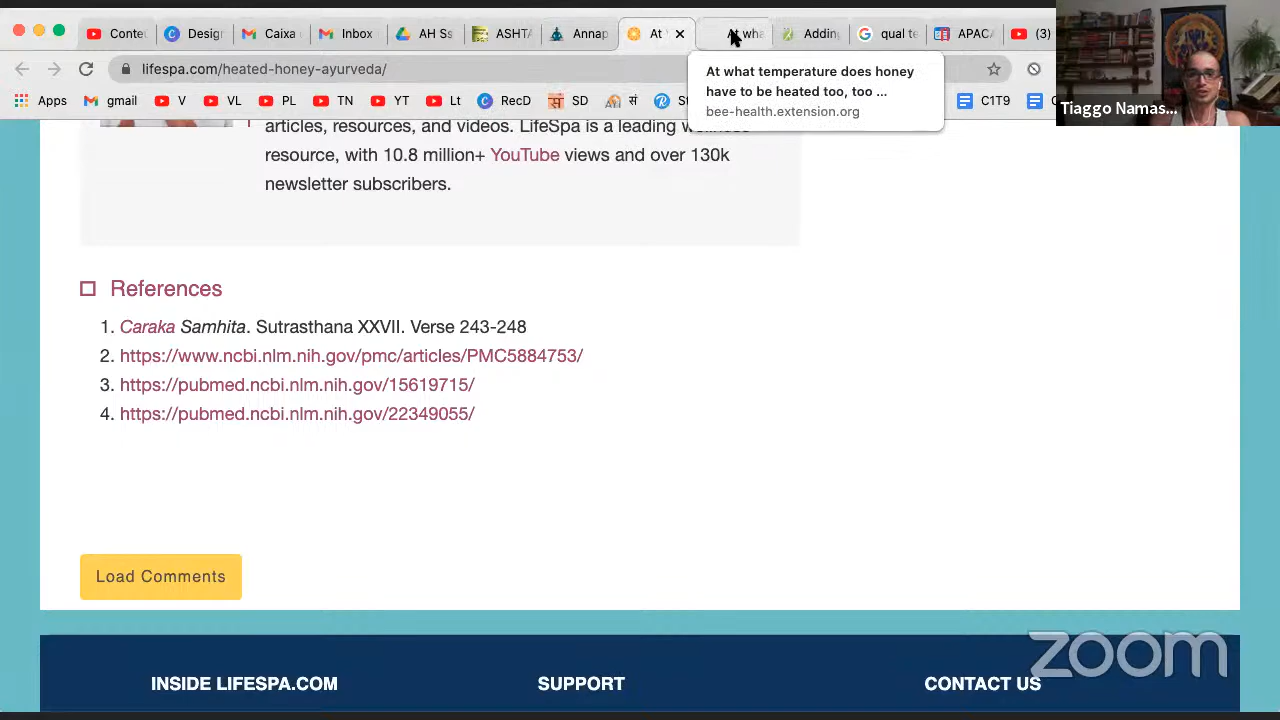 Conte
Desig
Caixa
Inbox
AH Ss
ASHT
Annap
At
At wha
Addin
qual te
APAC
(3)
lifespa.com/heated-honey-ayurveda/
At what temperature does honey
have to be heated too, too ...
bee-health.extension.org
Tiaggo Namas...
Apps
gmail
V
VL
PL
TN
YT
Lt
RecD
SD
सं
St
C1T9
articles, resources, and videos. LifeSpa is a leading wellness
resource, with 10.8 million+ YouTube views and over 130k
newsletter subscribers.
References
1. Caraka Samhita. Sutrasthana XXVII. Verse 243-248
2. https://www.ncbi.nlm.nih.gov/pmc/articles/PMC5884753/
3. https://pubmed.ncbi.nlm.nih.gov/15619715/
4. https://pubmed.ncbi.nlm.nih.gov/22349055/
Load Comments
zoom
INSIDE LIFESPA.COM
SUPPORT
CONTACT US